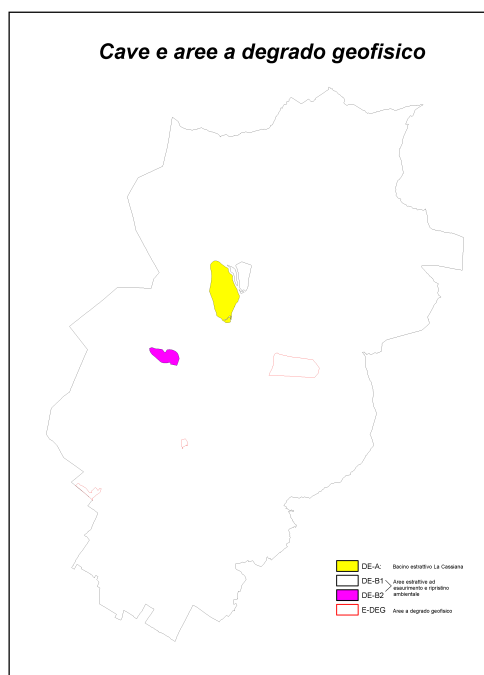 Cave e aree a degrado geofisico
DE-A: Bacino estrattivo La Cassiana
DE-B1
DE-B2
Aree estrattive ad
esaurimento e ripristino
ambientale
E-DEG Aree a degrado geofisico